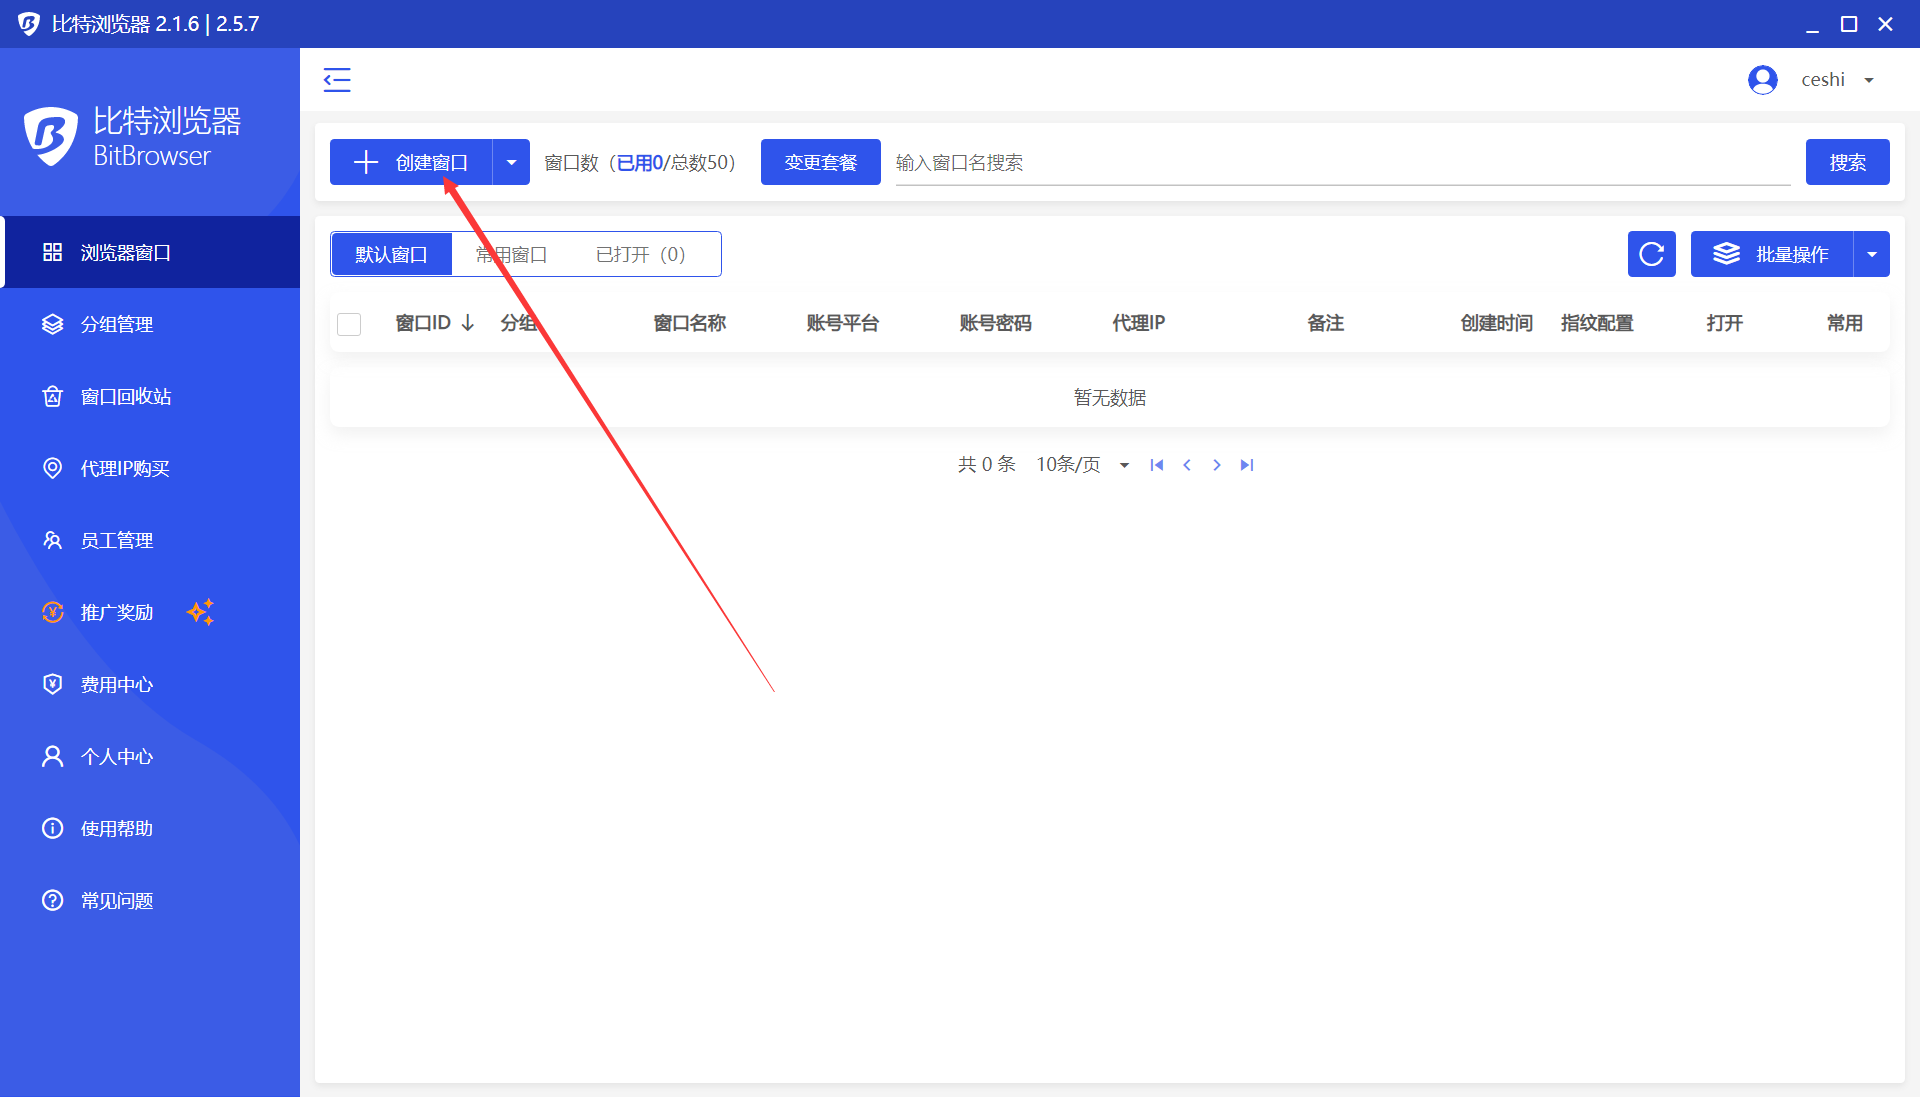 比特浏览器 2.1.6 | 2.5.7
比特浏览器
BitBrowser
ceshi
创建窗口
窗口数（已用0/总数50）
变更套餐
输入窗口名搜索
搜索
浏览器窗口
分组管理
窗口回收站
代理IP购买
员工管理
推广奖励
费用中心
个人中心
使用帮助
常见问题
默认窗口
常用窗口
已打开（0）
批量操作
窗口ID
分组
窗口名称
账号平台
账号密码
代理IP
备注
创建时间
指纹配置
打开
常用
暂无数据
共 0 条
10条/页